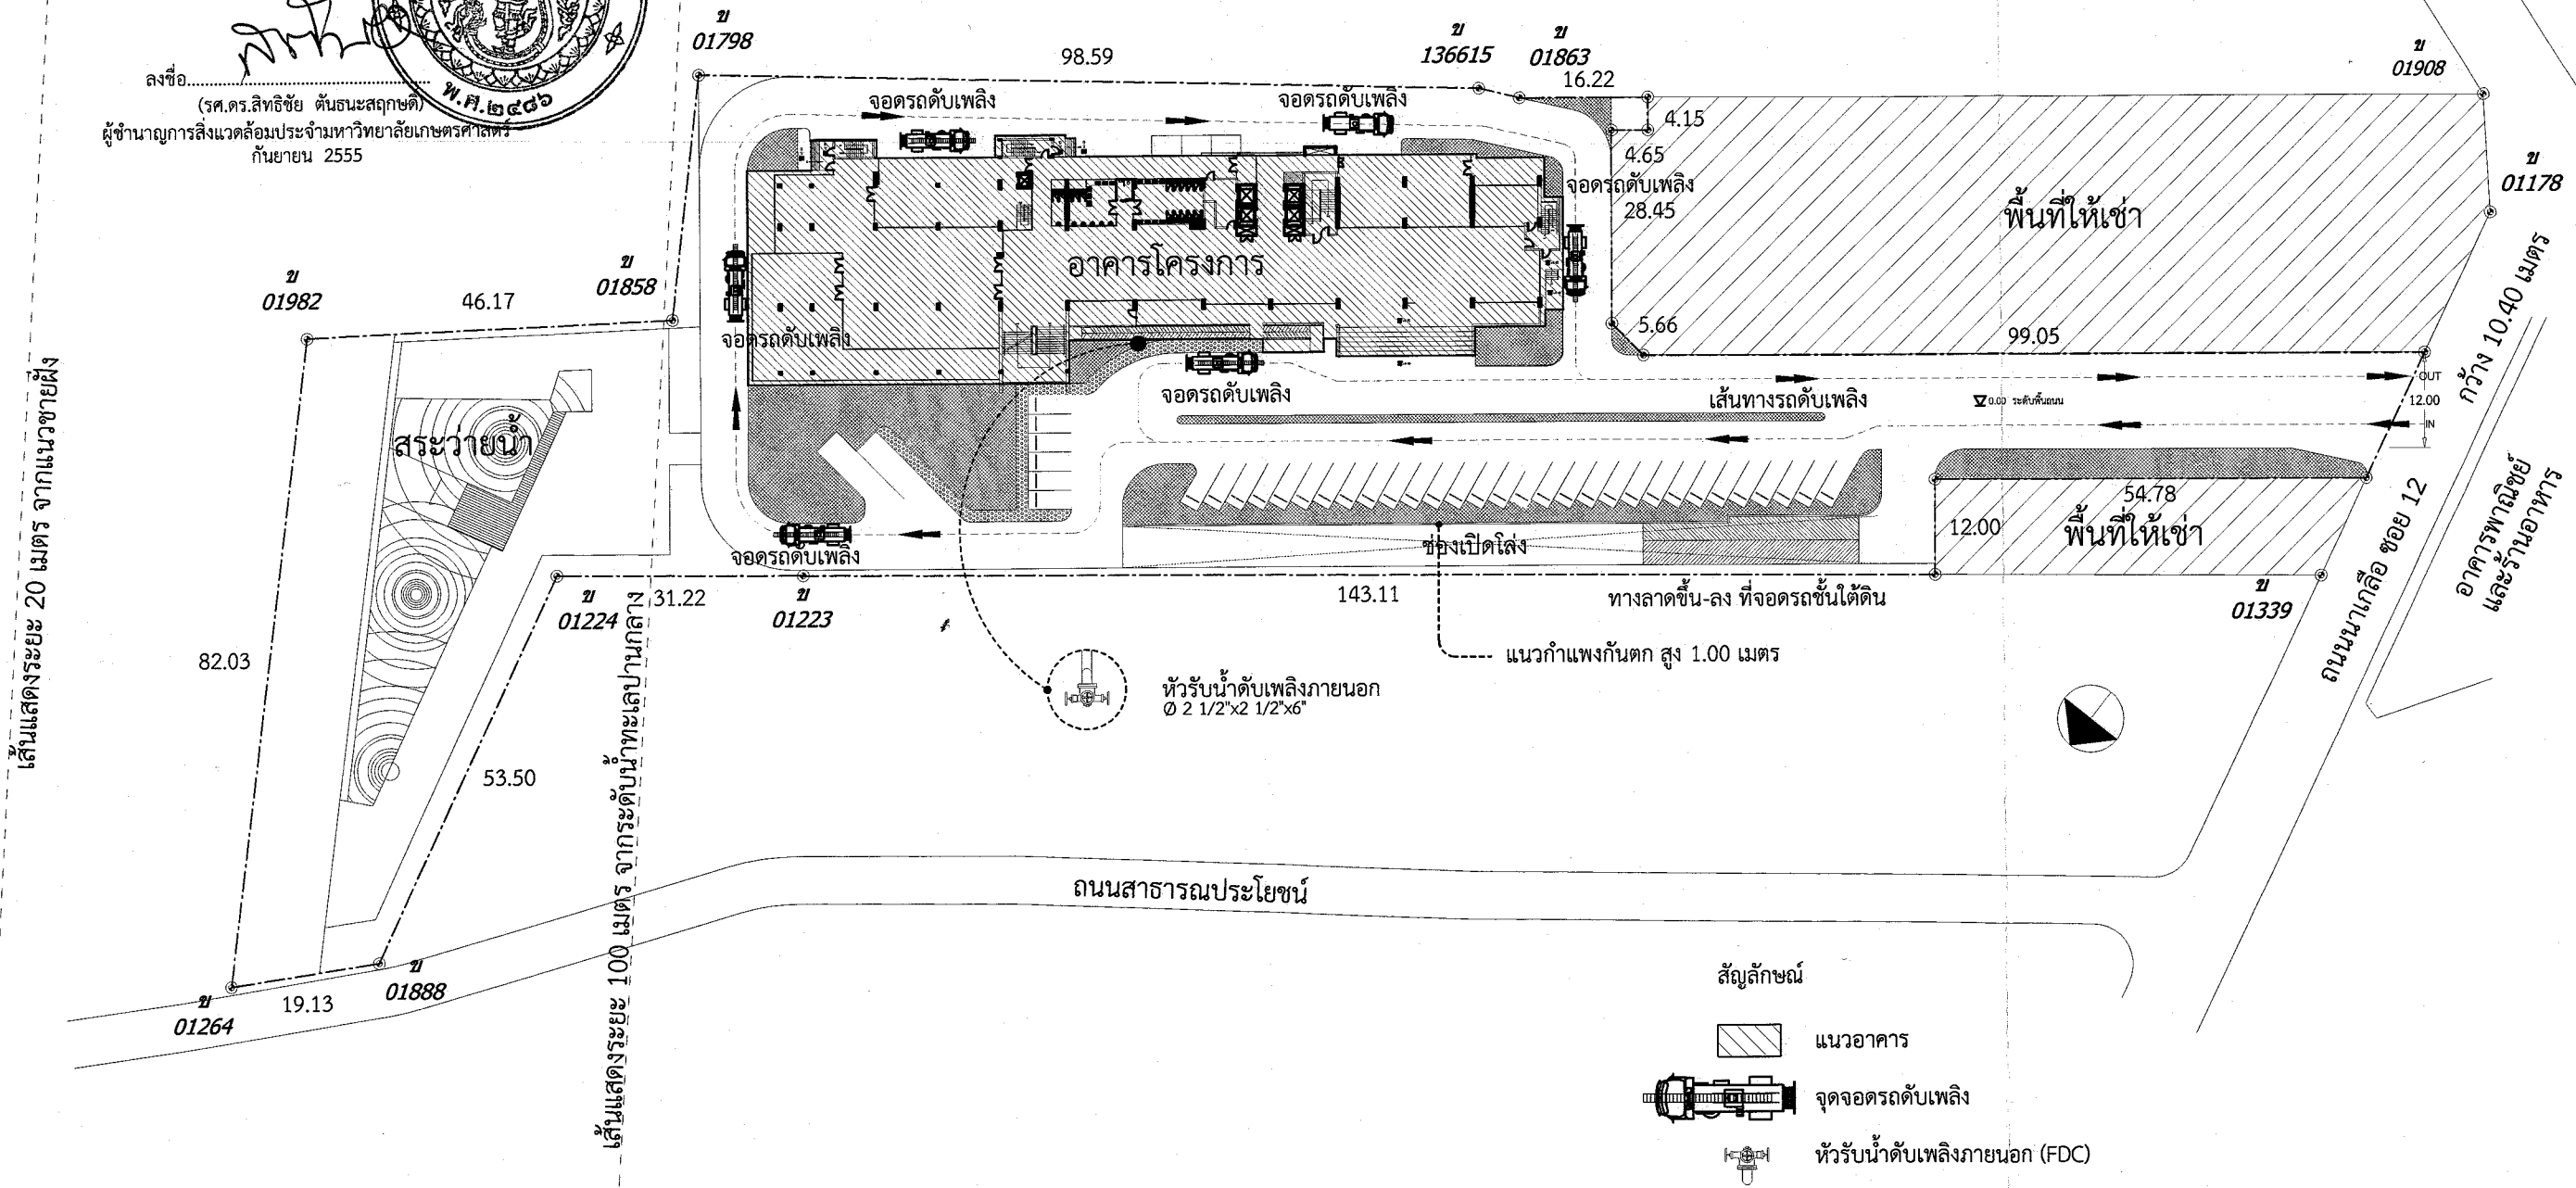 พ.ศ.๒๔๘๖
ลงชื่อ
(รศ.ดร.สิทธิชัย ตันธนะสฤกษดิ์)
ผู้ชำนาญการสิ่งแวดล้อมประจำมหาวิทยาลัยเกษตรศาสตร์
กันยายน 2555
ข
01798
98.59
ข
136615
ข
01863
16.22
ข
01908
จอดรถดับเพลิง
จอดรถดับเพลิง
4.15
4.65
ข
01178
จอดรถดับเพลิง
28.45
พื้นที่ให้เช่า
อาคารโครงการ
ข
01982
46.17
ข
01858
จอดรถดับเพลิง
5.66
99.05
กว้าง 10.40 เมตร
OUT
12.00
IN
จอดรถดับเพลิง
เส้นทางรถดับเพลิง
0.00 ระดับพื้นถนน
สระว่ายน้ำ
เส้นแสดงระยะ 20 เมตร จากแนวชายฝั่ง
54.78
12.00
พื้นที่ให้เช่า
ถนนนาเกลือ ซอย 12
อาคารพาณิชย์
และร้านอาหาร
จอดรถดับเพลิง
ช่องเปิดโล่ง
ข
01224
31.22
ข
01223
143.11
ทางลาดขึ้น-ลง ที่จอดรถชั้นใต้ดิน
ข
01339
82.03
แนวกำแพงกันตก สูง 1.00 เมตร
หัวรับน้ำดับเพลิงภายนอก
Ø 2 1/2"x2 1/2"x6"
53.50
เส้นแสดงระยะ 100 เมตร จากระดับน้ำทะเลปานกลาง
ถนนสาธารณประโยชน์
ข
01888
19.13
ข
01264
สัญลักษณ์
แนวอาคาร
จุดจอดรถดับเพลิง
หัวรับน้ำดับเพลิงภายนอก (FDC)